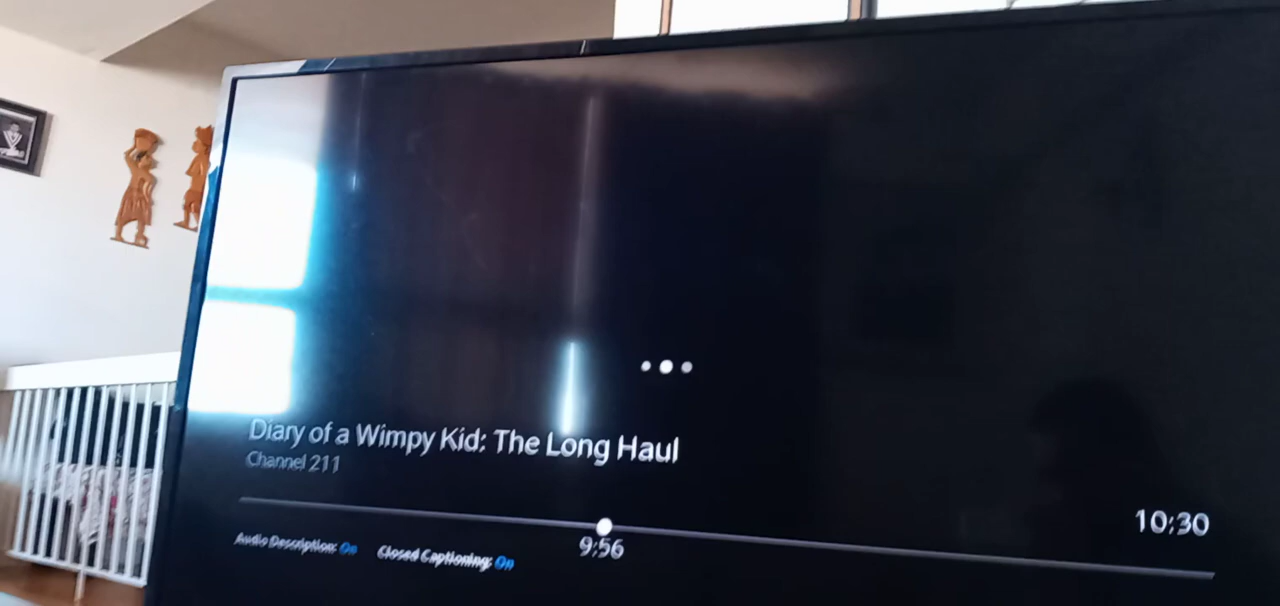 Diary of a Wimpy Kid: The Long Haul
Channel 211
10:30
9:56
Audio Description: On Closed Captioning: On